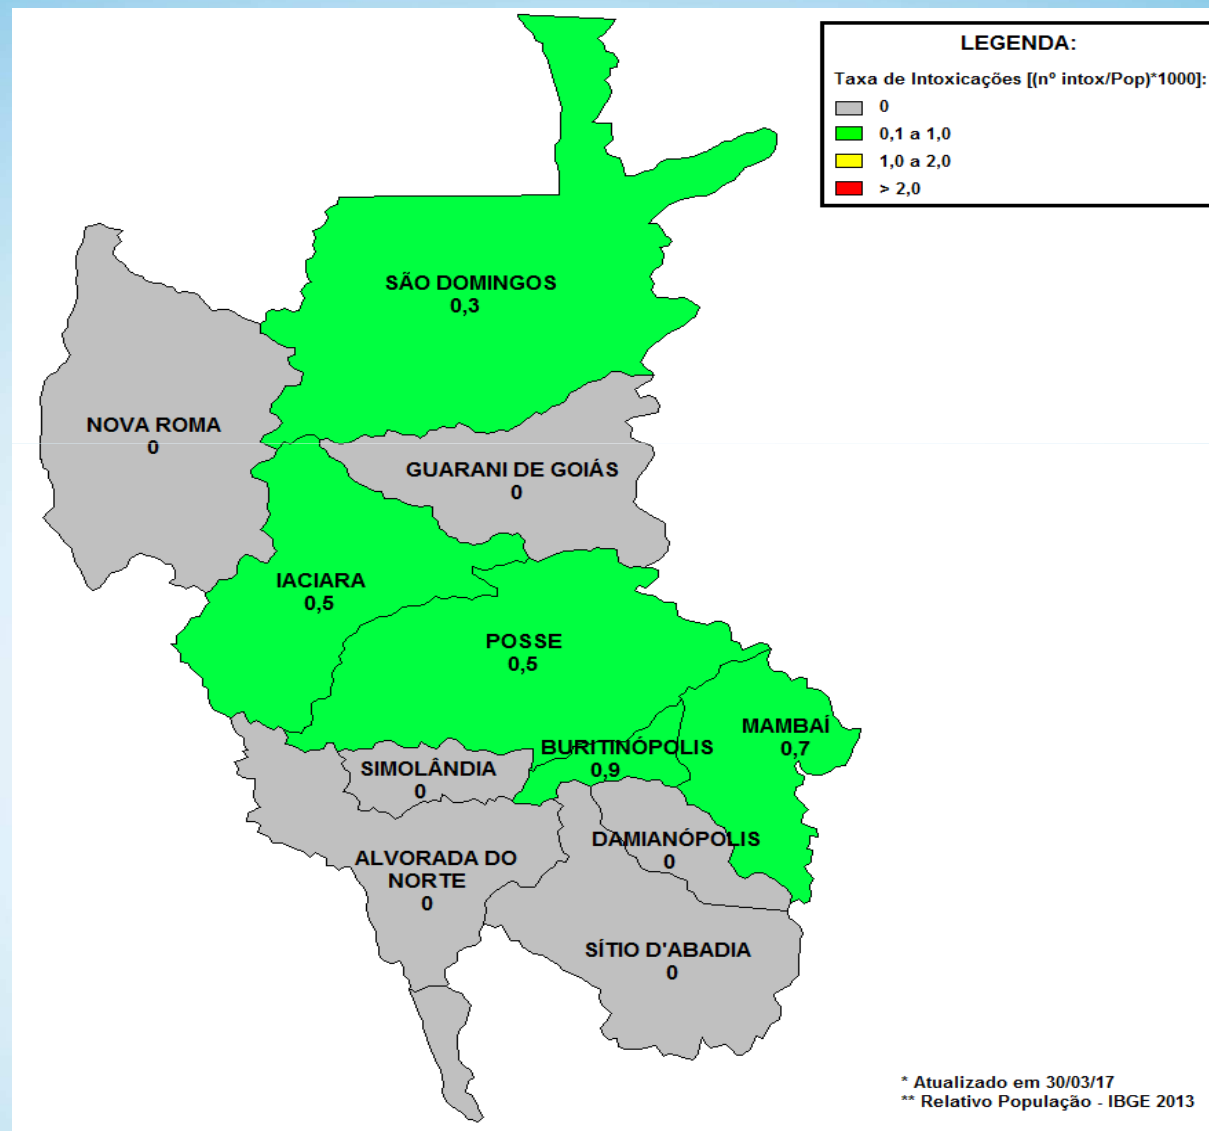 LEGENDA:
Taxa de Intoxicações [(nº intox/Pop)*1000]:
0
0,1 a 1,0
1,0 a 2,0
> 2,0
SÃO DOMINGOS
0,3
NOVA ROMA
0
GUARANI DE GOIÁS
0
IACIARA
0,5
POSSE
0,5
MAMBAÍ
0,7
BURITINÓPOLIS
0,9
SIMOLÂNDIA
0
DAMIANÓPOLIS
0
ALVORADA DO
NORTE
0
SÍTIO D'ABADIA
0
* Atualizado em 30/03/17
** Relativo População - IBGE 2013